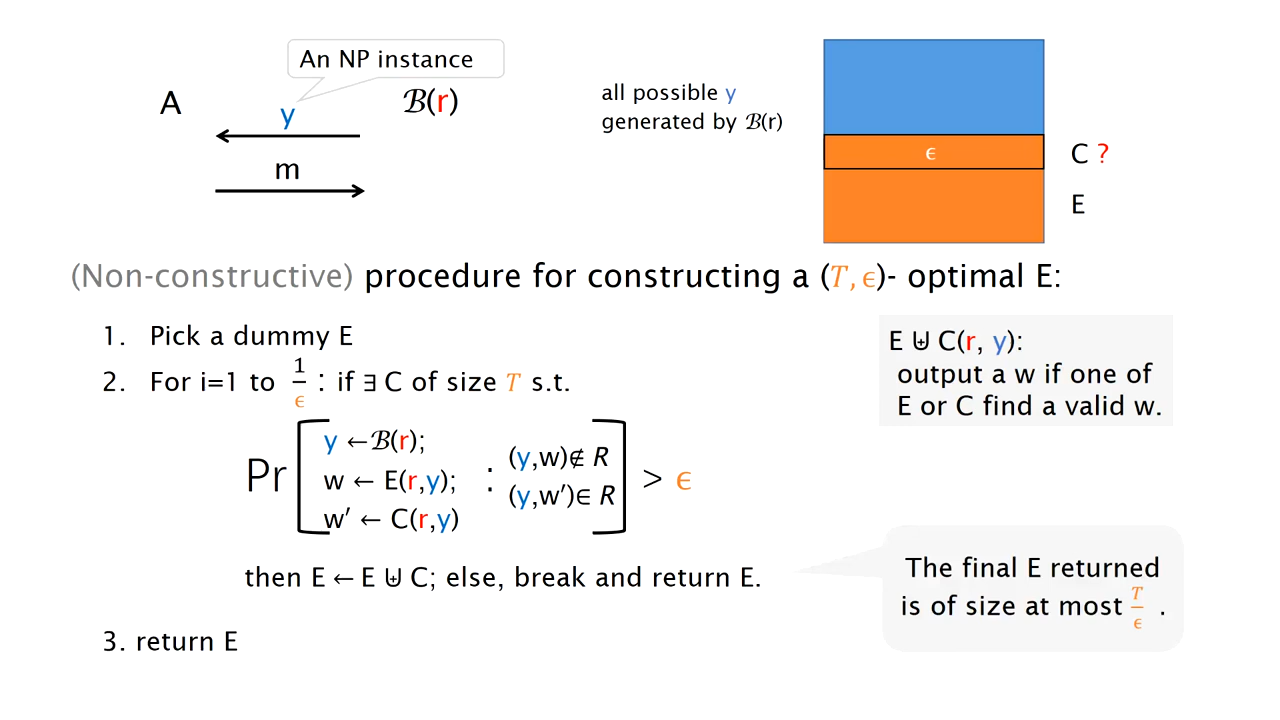 An NP instance
A
ℬ(r)
y
m
all possible y
generated by ℬ(r)
ϵ
C ?
E
(Non-constructive) procedure for constructing a (T, ϵ)- optimal E:
1. Pick a dummy E
2. For i=1 to 1/ϵ : if ∃ C of size T s.t.
Pr [ y ←ℬ(r); w ← E(r,y); w′ ← C(r,y) : (y,w)∉ R (y,w′)∈ R ] > ϵ
then E ← E ⊎ C; else, break and return E.
3. return E
E ⊎ C(r, y):
output a w if one of
E or C find a valid w.
The final E returned
is of size at most T/ϵ .